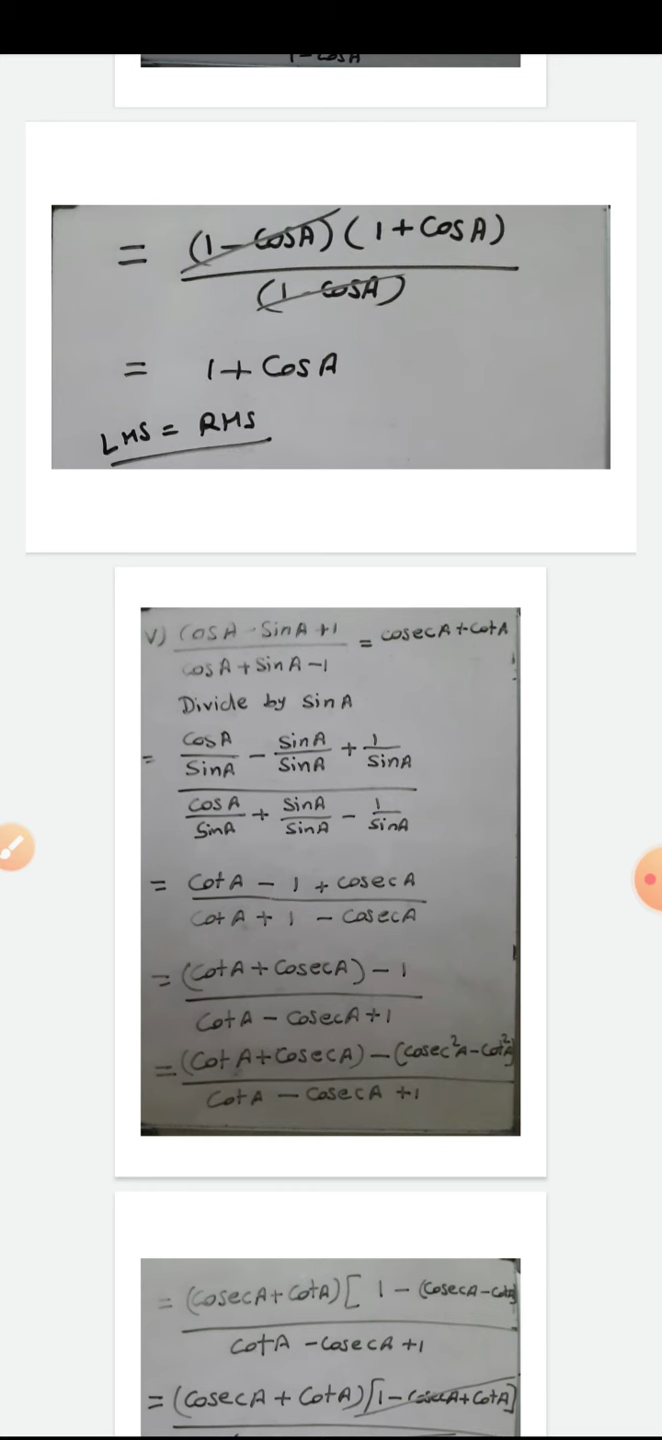 1 - cosA
= (1 - CosA) (1 + CosA)
(1 - cosA)
= 1 + CosA
LHS = RHS
V) CosA - SinA + 1 = cosecA + CotA
cosA + SinA - 1
Divide by SinA
= CosA/SinA - SinA/SinA + 1/SinA
CosA/SinA + SinA/SinA - 1/SinA
= CotA - 1 + cosecA
CotA + 1 - CosecA
= (CotA + CosecA) - 1
CotA - CosecA + 1
= (CotA + CosecA) - (Cosec²A - Cot²A)
CotA - CosecA + 1
= (CosecA + CotA) [ 1 - (CosecA - CotA)
CotA - CosecA + 1
= (CosecA + CotA) [1 - CosecA + CotA]